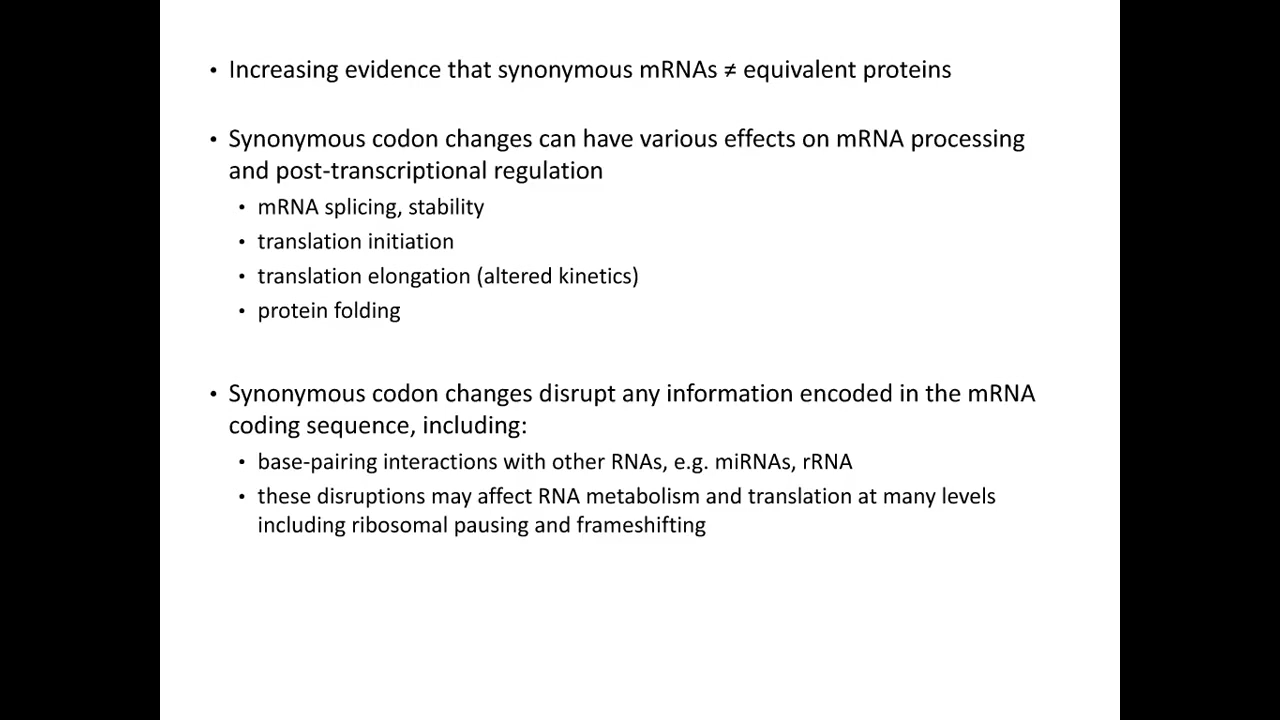 • Increasing evidence that synonymous mRNAs ≠ equivalent proteins
• Synonymous codon changes can have various effects on mRNA processing
and post-transcriptional regulation
• mRNA splicing, stability
• translation initiation
• translation elongation (altered kinetics)
• protein folding
• Synonymous codon changes disrupt any information encoded in the mRNA
coding sequence, including:
• base-pairing interactions with other RNAs, e.g. miRNAs, rRNA
• these disruptions may affect RNA metabolism and translation at many levels
including ribosomal pausing and frameshifting